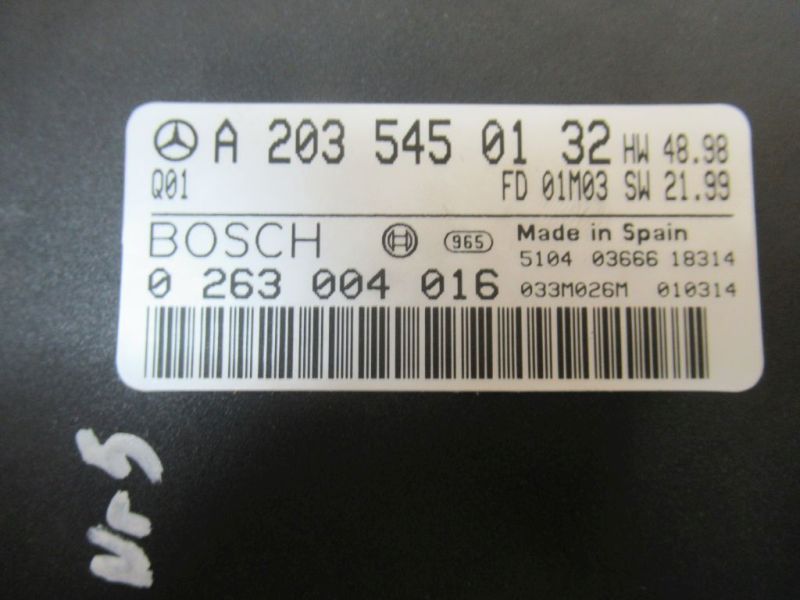 A 203 545 01 32 HW 48.98
Q01 FD 01M03 SW 21.99
BOSCH 965 Made in Spain
5104 03666 18314
0 263 004 016 033M026M 010314